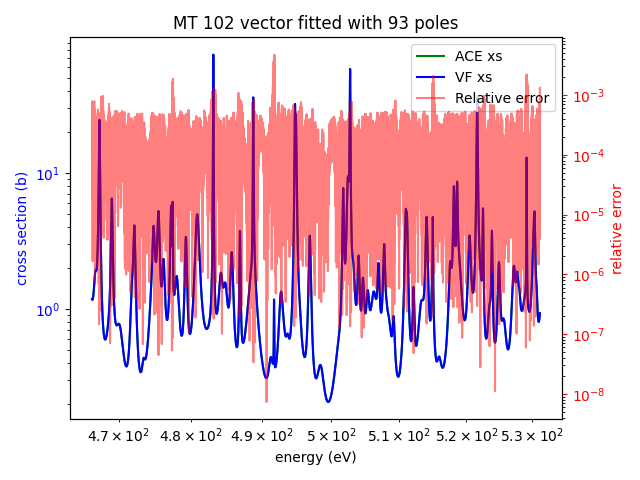 MT 102 vector fitted with 93 poles
ACE xs
VF xs
Relative error
cross section (b)
10¹
10⁰
10⁻³
10⁻⁴
10⁻⁵
10⁻⁶
10⁻⁷
10⁻⁸
relative error
4.7 × 10² 4.8 × 10² 4.9 × 10² 5 × 10² 5.1 × 10² 5.2 × 10² 5.3 × 10²
energy (eV)